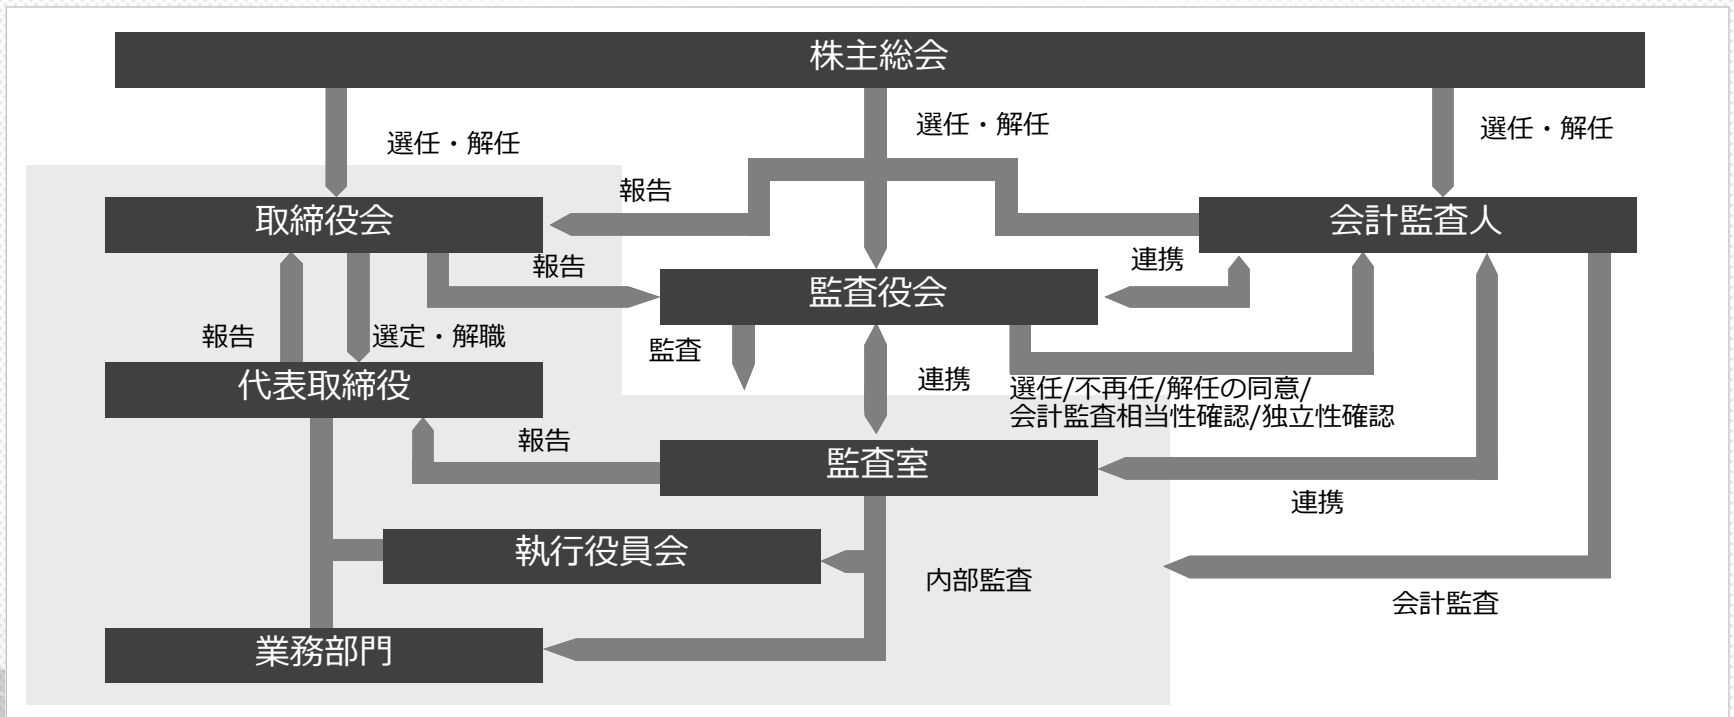 株主総会
選任・解任
選任・解任
選任・解任
報告
取締役会
会計監査人
報告
連携
監査役会
報告
選定・解職
監査
連携
代表取締役
選任/不再任/解任の同意/
会計監査相当性確認/独立性確認
報告
監査室
連携
執行役員会
内部監査
会計監査
業務部門